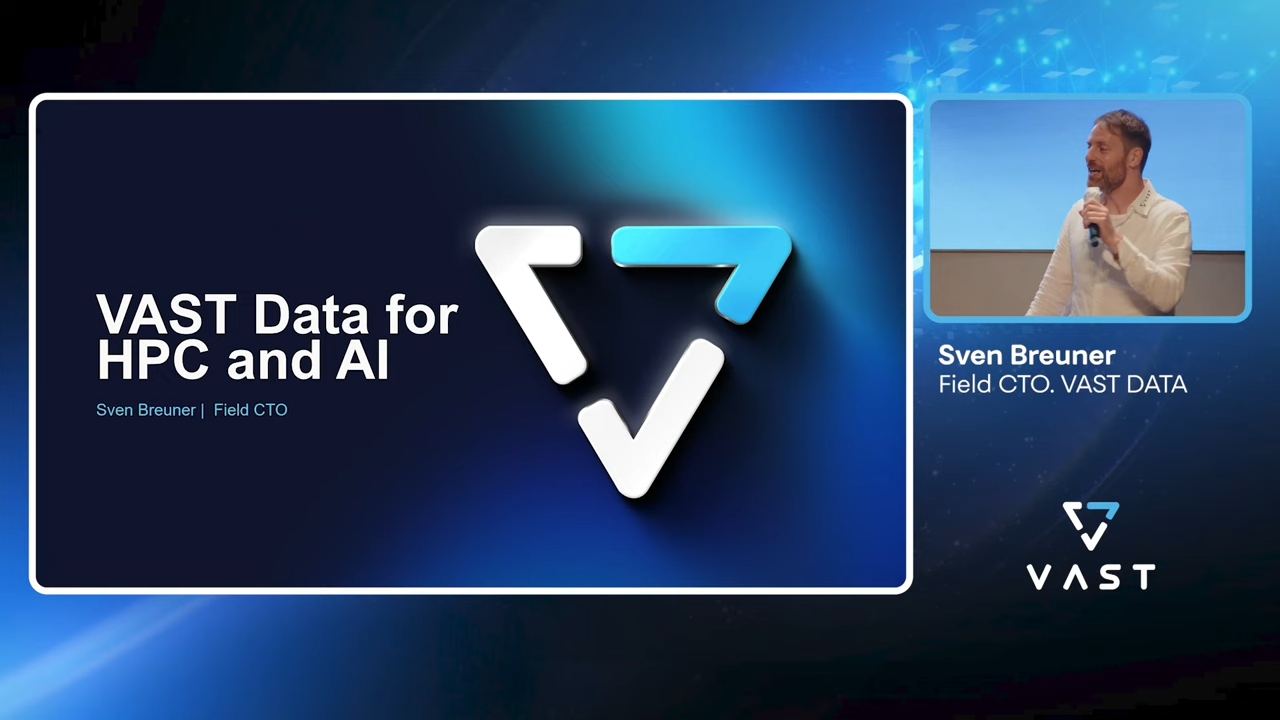 VAST Data for
HPC and AI
Sven Breuner | Field CTO
Sven Breuner
Field CTO. VAST DATA
VAST